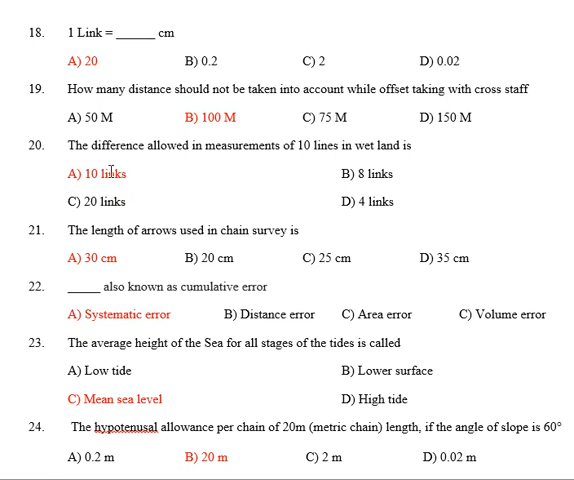 18. 1 Link = ______ cm
A) 20 B) 0.2 C) 2 D) 0.02
19. How many distance should not be taken into account while offset taking with cross staff
A) 50 M B) 100 M C) 75 M D) 150 M
20. The difference allowed in measurements of 10 lines in wet land is
A) 10 links B) 8 links
C) 20 links D) 4 links
21. The length of arrows used in chain survey is
A) 30 cm B) 20 cm C) 25 cm D) 35 cm
22. _____ also known as cumulative error
A) Systematic error B) Distance error C) Area error C) Volume error
23. The average height of the Sea for all stages of the tides is called
A) Low tide B) Lower surface
C) Mean sea level D) High tide
24. The hypotenusal allowance per chain of 20m (metric chain) length, if the angle of slope is 60°
A) 0.2 m B) 20 m C) 2 m D) 0.02 m